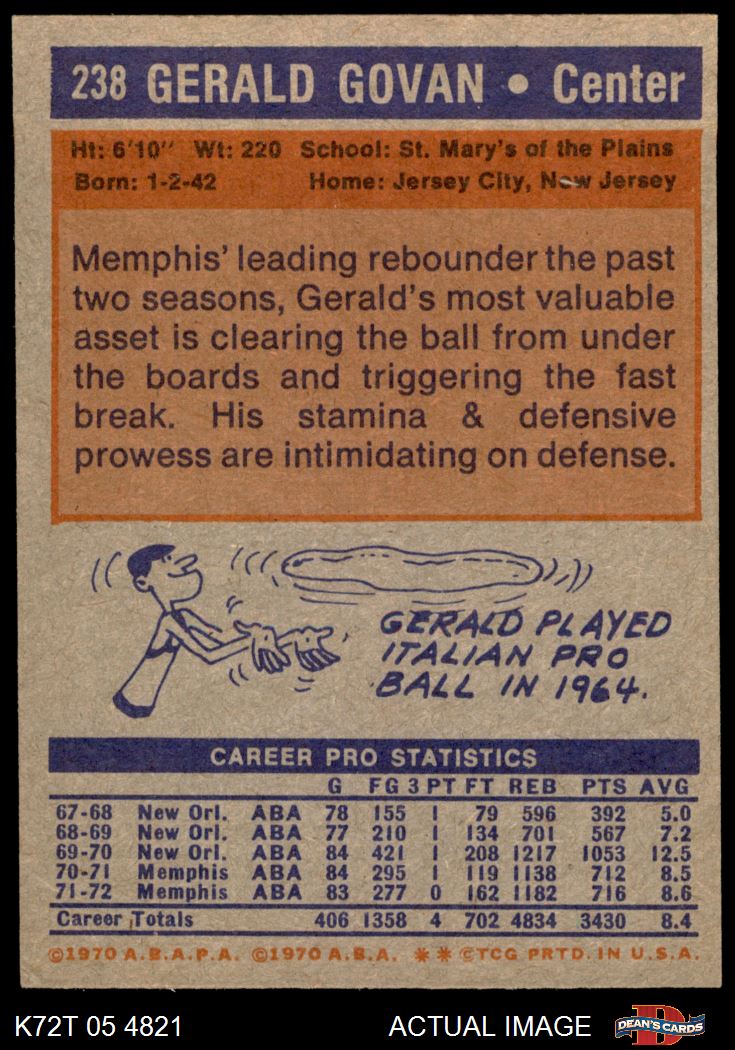 238 GERALD GOVAN • Center
Ht: 6'10" Wt: 220 School: St. Mary's of the Plains
Born: 1-2-42 Home: Jersey City, New Jersey
Memphis' leading rebounder the past
two seasons, Gerald's most valuable
asset is clearing the ball from under
the boards and triggering the fast
break. His stamina & defensive
prowess are intimidating on defense.
GERALD PLAYED
ITALIAN PRO
BALL IN 1964.
CAREER PRO STATISTICS
G FG 3 PT FT REB PTS AVG
67-68 New Orl. ABA 78 155 1 79 596 392 5.0
68-69 New Orl. ABA 77 210 1 134 701 567 7.2
69-70 New Orl. ABA 84 421 1 208 1217 1053 12.5
70-71 Memphis ABA 84 295 1 119 1138 712 8.5
71-72 Memphis ABA 83 277 0 162 1182 716 8.6
Career Totals 406 1358 4 702 4834 3430 8.4
©1970 A.B.A.P.A. ©1970 A.B.A. ** ©TCG PRTD. IN U.S.A.
K72T 05 4821 ACTUAL IMAGE D DEAN'S CARDS